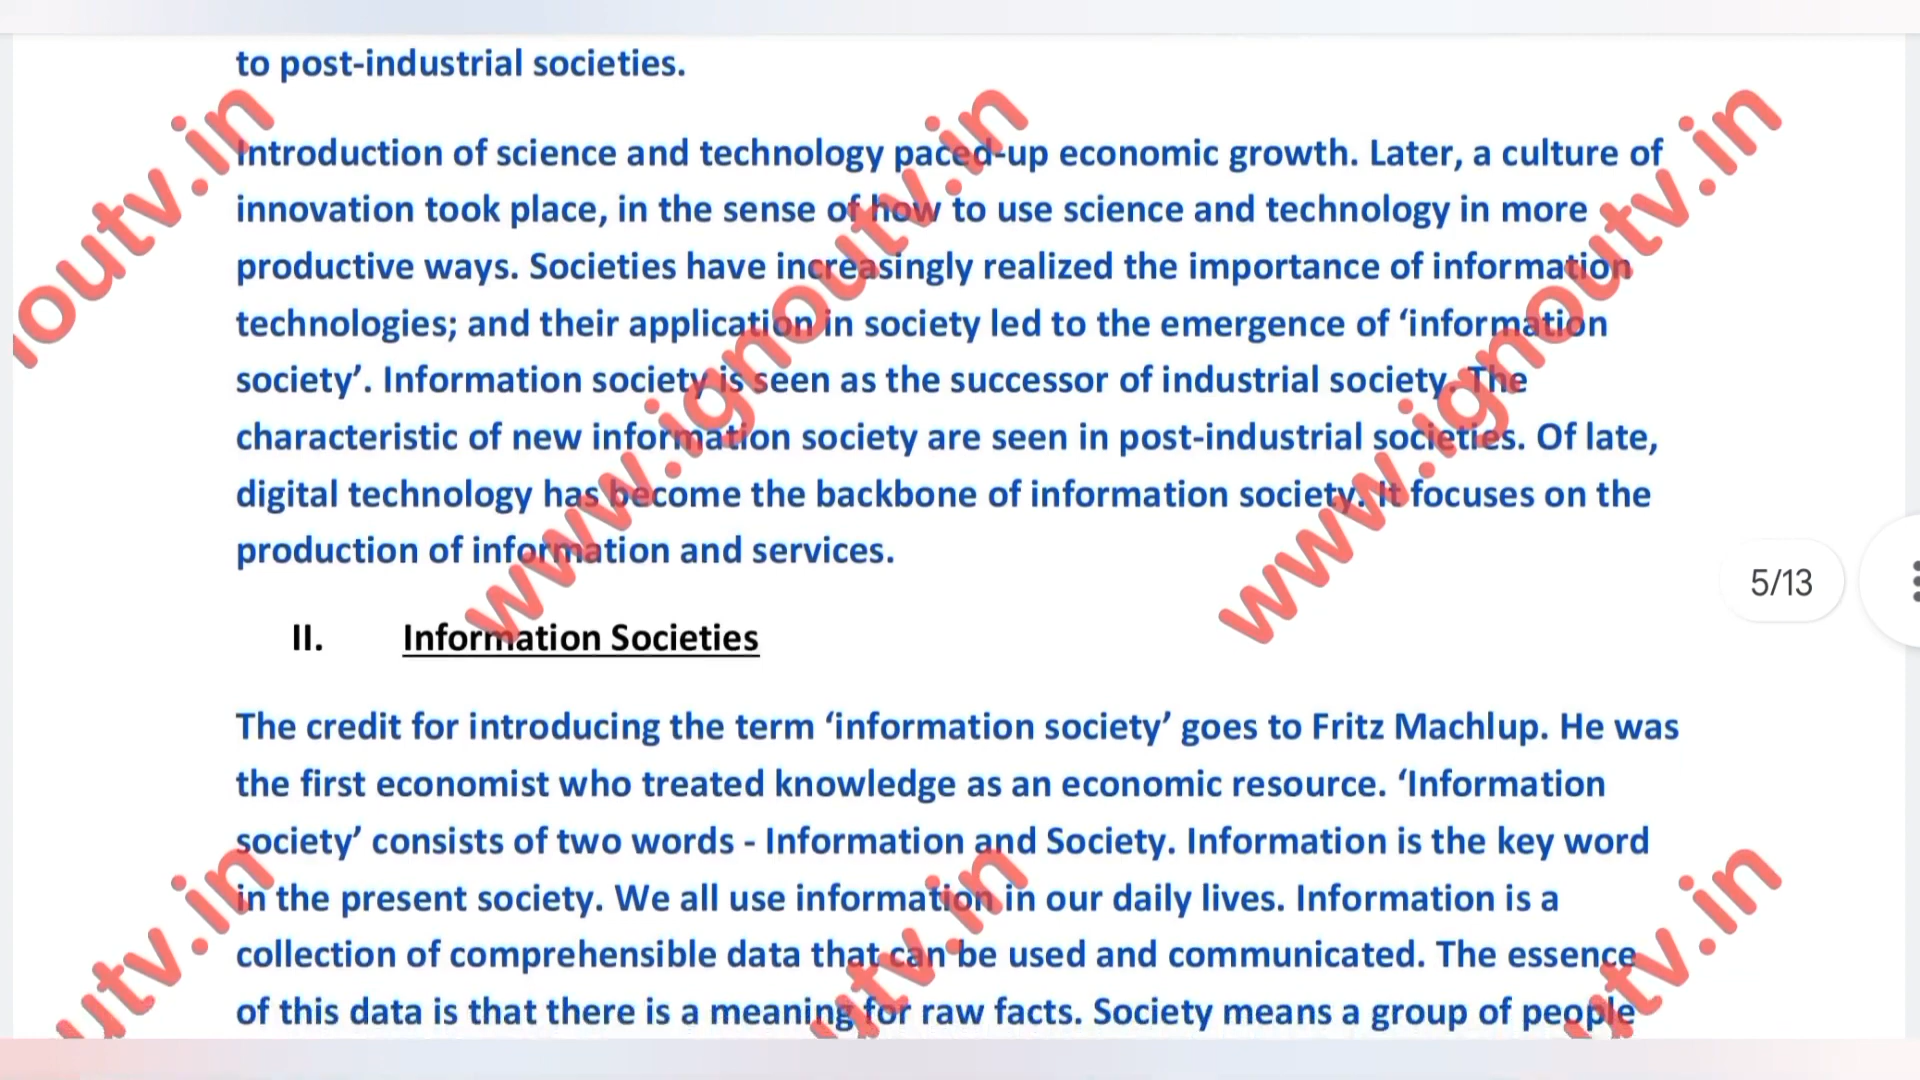 to post-industrial societies.
Introduction of science and technology paced-up economic growth. Later, a culture of
innovation took place, in the sense of how to use science and technology in more
productive ways. Societies have increasingly realized the importance of information
technologies; and their application in society led to the emergence of ‘information
society’. Information society is seen as the successor of industrial society. The
characteristic of new information society are seen in post-industrial societies. Of late,
digital technology has become the backbone of information society. It focuses on the
production of information and services.
5/13
II. Information Societies
The credit for introducing the term ‘information society’ goes to Fritz Machlup. He was
the first economist who treated knowledge as an economic resource. ‘Information
society’ consists of two words - Information and Society. Information is the key word
in the present society. We all use information in our daily lives. Information is a
collection of comprehensible data that can be used and communicated. The essence
of this data is that there is a meaning for raw facts. Society means a group of people
noutv.in
www.ignoutv.in
www.ignoutv.in
utv.in
utv.in
utv.in